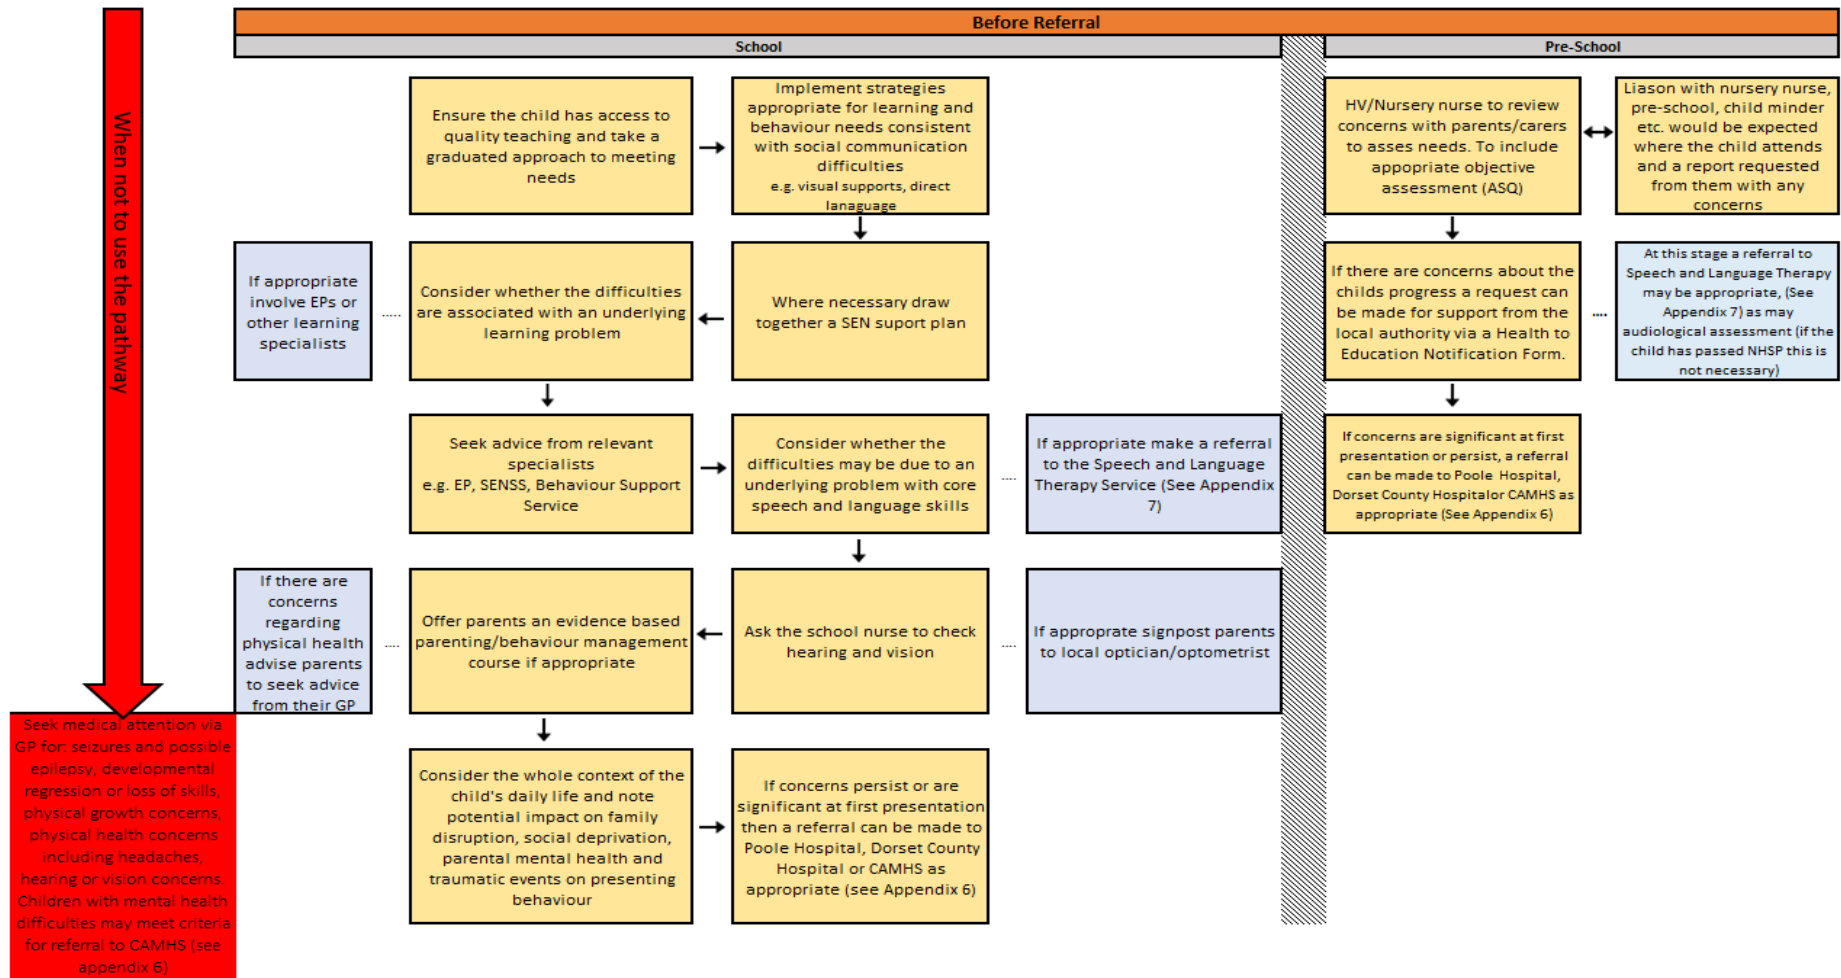 Before Referral
School
Pre-School
When not to use the pathway
Ensure the child has access to
quality teaching and take a
graduated approach to meeting
needs
Implement strategies
appropriate for learning and
behaviour needs consistent
with social communication
difficulties
e.g. visual supports, direct
lanaguage
HV/Nursery nurse to review
concerns with parents/carers
to asses needs. To include
appopriate objective
assessment (ASQ)
Liason with nursery nurse,
pre-school, child minder
etc. would be expected
where the child attends
and a report requested
from them with any
concerns
If appropriate
involve EPs or
other learning
specialists
.....
Consider whether the difficulties
are associated with an underlying
learning problem
Where necessary draw
together a SEN suport plan
If there are concerns about the
childs progress a request can
be made for support from the
local authority via a Health to
Education Notification Form.
....
At this stage a referral to
Speech and Language Therapy
may be appropriate, (See
Appendix 7) as may
audiological assessment (if the
child has passed NHSP this is
not necessary)
Seek advice from relevant
specialists
e.g. EP, SENSS, Behaviour Support
Service
Consider whether the
difficulties may be due to an
underlying problem with core
speech and language skills
....
If appropriate make a referral
to the Speech and Language
Therapy Service (See Appendix
7)
If concerns are significant at first
presentation or persist, a referral
can be made to Poole Hospital,
Dorset County Hospitalor CAMHS as
appropriate (See Appendix 6)
If there are
concerns
regarding
physical health
advise parents
to seek advice
from their GP
....
Offer parents an evidence based
parenting/behaviour management
course if appropriate
Ask the school nurse to check
hearing and vision
....
If approprate signpost parents
to local optician/optometrist
Seek medical attention via
GP for: seizures and possible
epilepsy, developmental
regression or loss of skills,
physical growth concerns,
physical health concerns
including headaches,
hearing or vision concerns.
Children with mental health
difficulties may meet criteria
for referral to CAMHS (see
appendix 6)
Consider the whole context of the
child's daily life and note
potential impact on family
disruption, social deprivation,
parental mental health and
traumatic events on presenting
behaviour
If concerns persist or are
significant at first presentation
then a referral can be made to
Poole Hospital, Dorset County
Hospital or CAMHS as
appropriate (see Appendix 6)